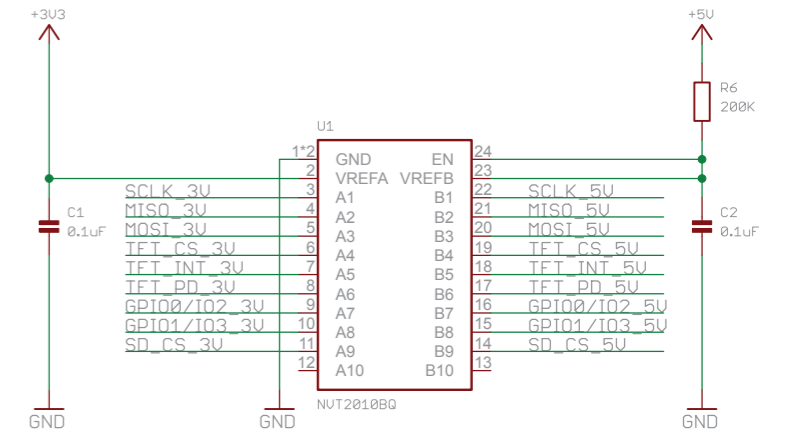 +3V3
+5V
R6
200K
U1
1*2 GND EN 24
2 VREFA VREFB 23
SCLK_3V 3 A1 B1 22 SCLK_5V
MISO_3V 4 A2 B2 21 MISO_5V
MOSI_3V 5 A3 B3 20 MOSI_5V
TFT_CS_3V 6 A4 B4 19 TFT_CS_5V
TFT_INT_3V 7 A5 B5 18 TFT_INT_5V
TFT_PD_3V 8 A6 B6 17 TFT_PD_5V
GPIO0/IO2_3V 9 A7 B7 16 GPIO0/IO2_5V
GPIO1/IO3_3V 10 A8 B8 15 GPIO1/IO3_5V
SD_CS_3V 11 A9 B9 14 SD_CS_5V
12 A10 B10 13
C1
0.1uF
C2
0.1uF
NVT2010BQ
GND
GND
GND